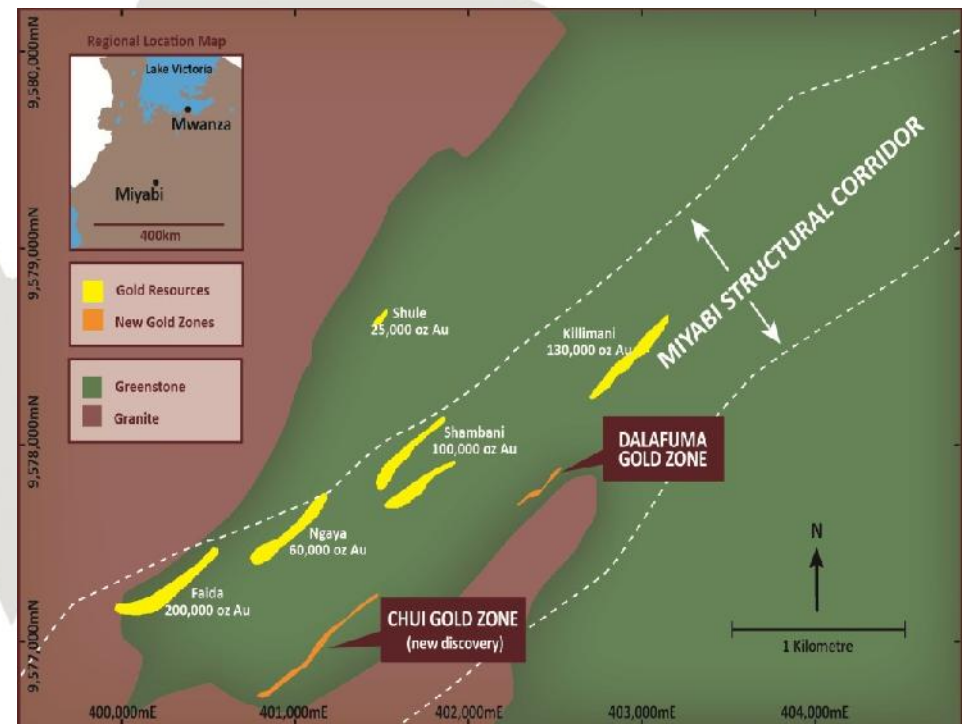 Regional Location Map
Lake Victoria
Mwanza
Miyabi
400km
Gold Resources
New Gold Zones
Greenstone
Granite
9,580,000mN
9,579,000mN
9,578,000mN
9,577,000mN
MIYABI STRUCTURAL CORRIDOR
Shule
25,000 oz Au
Killimani
130,000 oz Au
Shambani
100,000 oz Au
DALAFUMA
GOLD ZONE
Ngaya
60,000 oz Au
Faida
200,000 oz Au
CHUI GOLD ZONE
(new discovery)
N
1 Kilometre
400,000mE
401,000mE
402,000mE
403,000mE
404,000mE